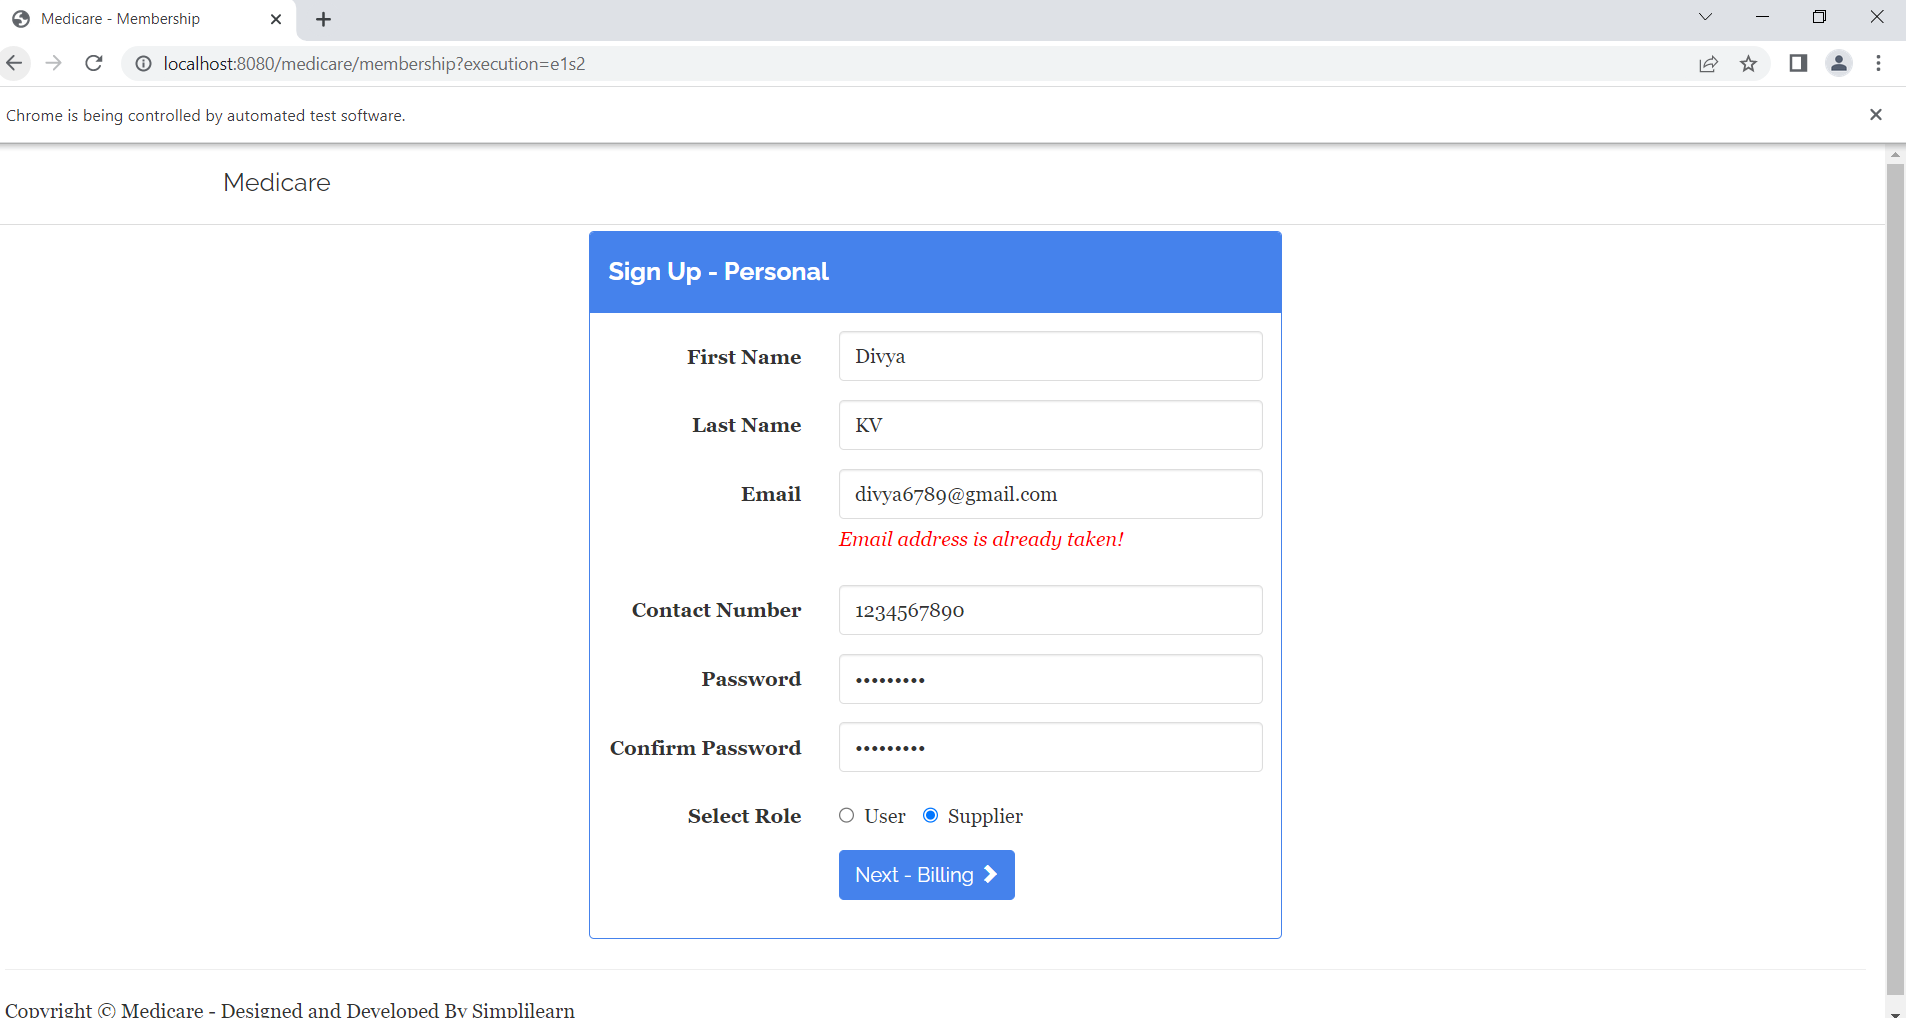 Medicare - Membership
localhost:8080/medicare/membership?execution=e1s2
Chrome is being controlled by automated test software.
Medicare
Sign Up - Personal
First Name Divya
Last Name KV
Email divya6789@gmail.com
Email address is already taken!
Contact Number 1234567890
Password •••••••••
Confirm Password •••••••••
Select Role User Supplier
Next - Billing
Copyright © Medicare - Designed and Developed By Simplilearn